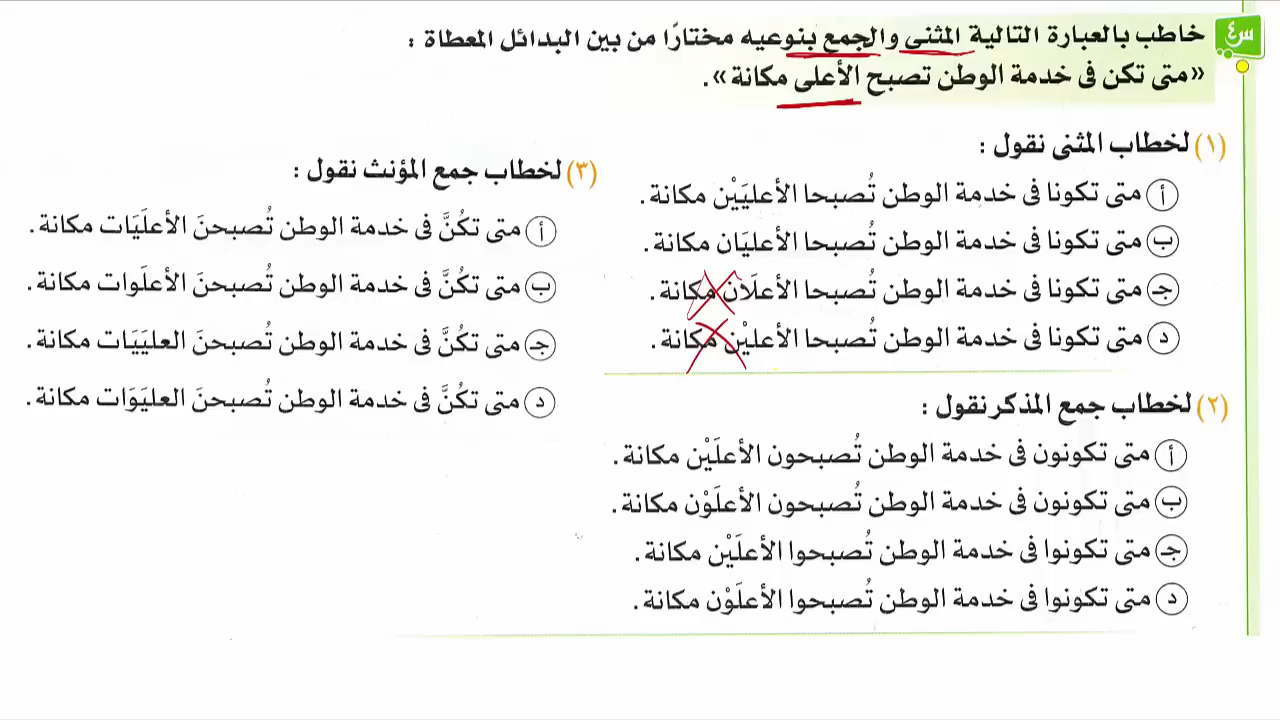 س٤
خاطب بالعبارة التالية المثنى والجمع بنوعيه مختارًا من بين البدائل المعطاة :
«متى تكن فى خدمة الوطن تصبح الأعلى مكانة».
(١) لخطاب المثنى نقول :
أ متى تكونا فى خدمة الوطن تُصبحا الأعليَيْن مكانة.
ب متى تكونا فى خدمة الوطن تُصبحا الأعليَان مكانة.
جـ متى تكونا فى خدمة الوطن تُصبحا الأعلَان مكانة.
د متى تكونا فى خدمة الوطن تُصبحا الأعليْن مكانة.
(٢) لخطاب جمع المذكر نقول :
أ متى تكونون فى خدمة الوطن تُصبحون الأعلَيْن مكانة.
ب متى تكونون فى خدمة الوطن تُصبحون الأعلَوْن مكانة.
جـ متى تكونوا فى خدمة الوطن تُصبحوا الأعلَيْن مكانة.
د متى تكونوا فى خدمة الوطن تُصبحوا الأعلَوْن مكانة.
(٣) لخطاب جمع المؤنث نقول :
أ متى تكُنَّ فى خدمة الوطن تُصبحنَ الأعلَيَات مكانة.
ب متى تكُنَّ فى خدمة الوطن تُصبحنَ الأعلَوات مكانة.
جـ متى تكُنَّ فى خدمة الوطن تُصبحنَ العليَيَات مكانة.
د متى تكُنَّ فى خدمة الوطن تُصبحنَ العليَوَات مكانة.